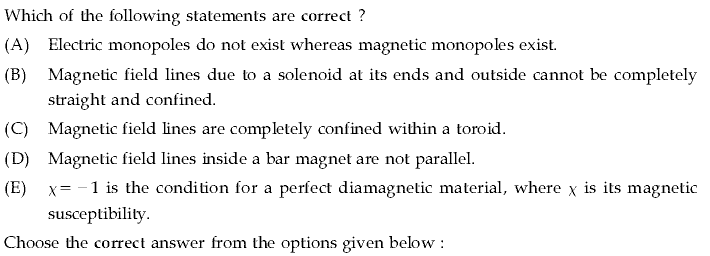 Which of the following statements are correct ?
(A) Electric monopoles do not exist whereas magnetic monopoles exist.
(B) Magnetic field lines due to a solenoid at its ends and outside cannot be completely
straight and confined.
(C) Magnetic field lines are completely confined within a toroid.
(D) Magnetic field lines inside a bar magnet are not parallel.
(E) χ= −1 is the condition for a perfect diamagnetic material, where χ is its magnetic
susceptibility.
Choose the correct answer from the options given below :